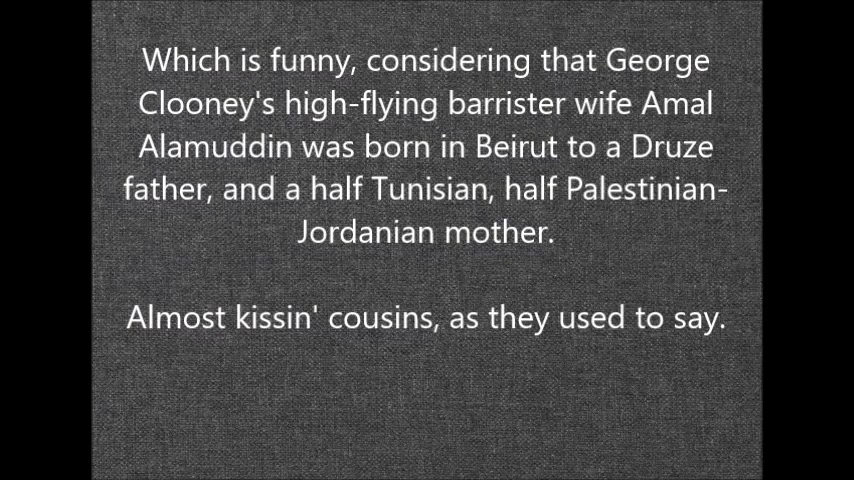 Which is funny, considering that George
Clooney's high-flying barrister wife Amal
Alamuddin was born in Beirut to a Druze
father, and a half Tunisian, half Palestinian-
Jordanian mother.
Almost kissin' cousins, as they used to say.